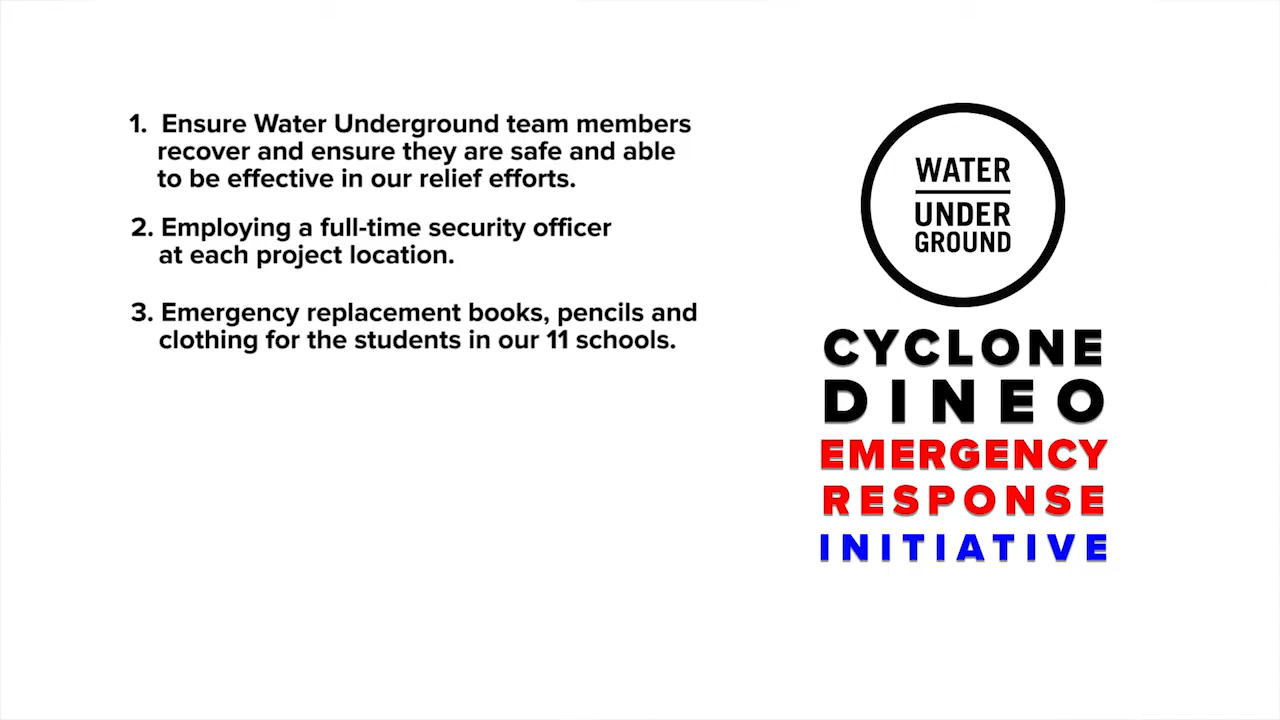 1. Ensure Water Underground team members
recover and ensure they are safe and able
to be effective in our relief efforts.
2. Employing a full-time security officer
at each project location.
3. Emergency replacement books, pencils and
clothing for the students in our 11 schools.
WATER
UNDER
GROUND
CYCLONE
DINEO
EMERGENCY
RESPONSE
INITIATIVE